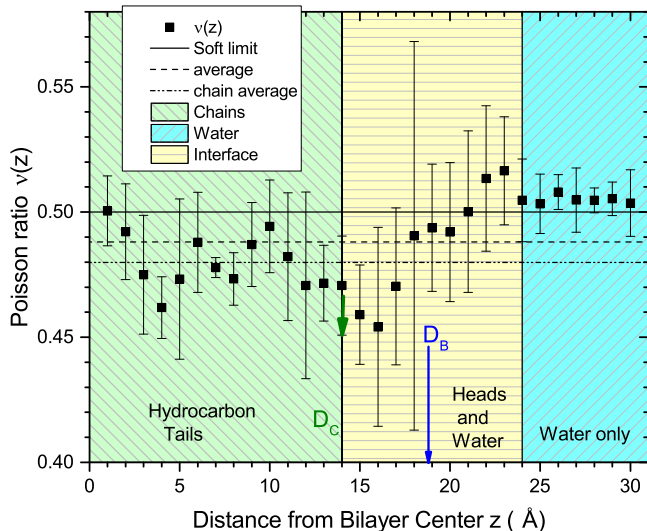 ν(z)
Soft limit
average
chain average
Chains
Water
Interface
Poisson ratio ν(z)
0.55
0.50
0.45
0.40
D_C
D_B
Hydrocarbon
Tails
Heads
and
Water
Water only
0 5 10 15 20 25 30
Distance from Bilayer Center z ( Å)